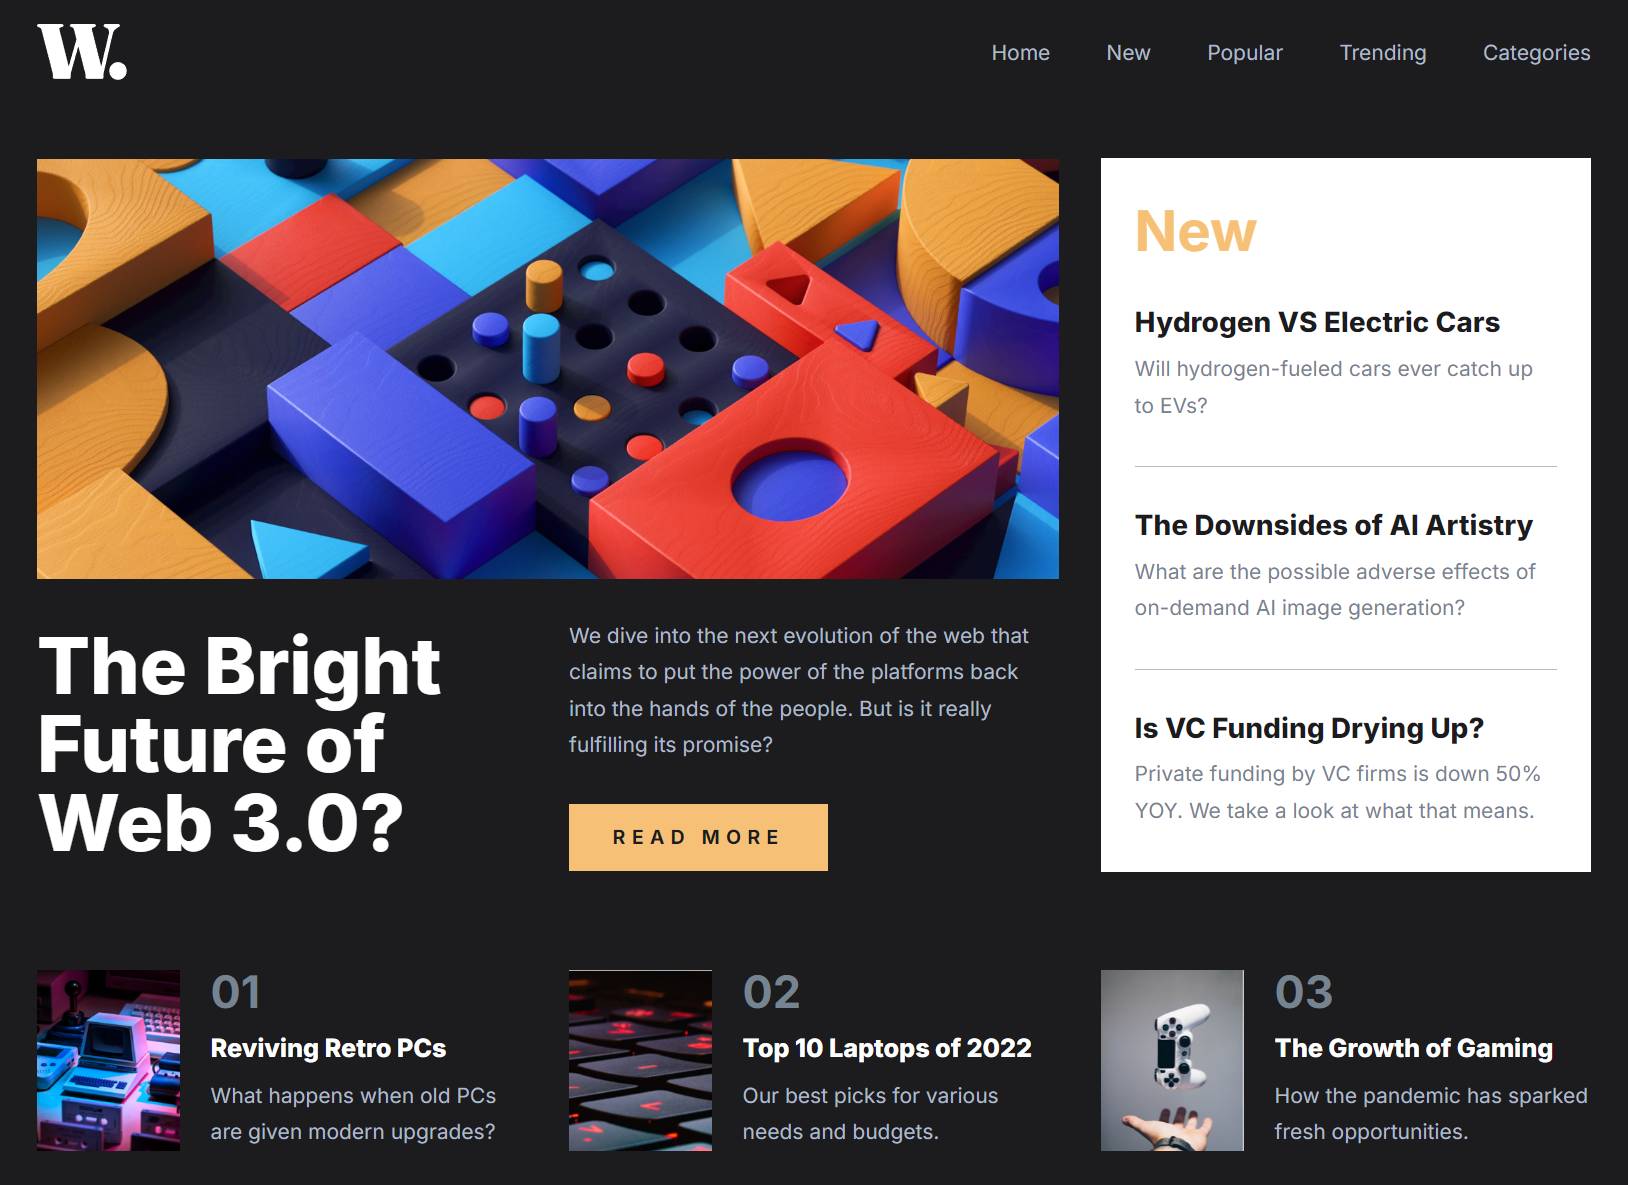 W.
Home
New
Popular
Trending
Categories
The Bright
Future of
Web 3.0?
We dive into the next evolution of the web that
claims to put the power of the platforms back
into the hands of the people. But is it really
fulfilling its promise?
READ MORE
New
Hydrogen VS Electric Cars
Will hydrogen-fueled cars ever catch up
to EVs?
The Downsides of AI Artistry
What are the possible adverse effects of
on-demand AI image generation?
Is VC Funding Drying Up?
Private funding by VC firms is down 50%
YOY. We take a look at what that means.
01
Reviving Retro PCs
What happens when old PCs
are given modern upgrades?
02
Top 10 Laptops of 2022
Our best picks for various
needs and budgets.
03
The Growth of Gaming
How the pandemic has sparked
fresh opportunities.